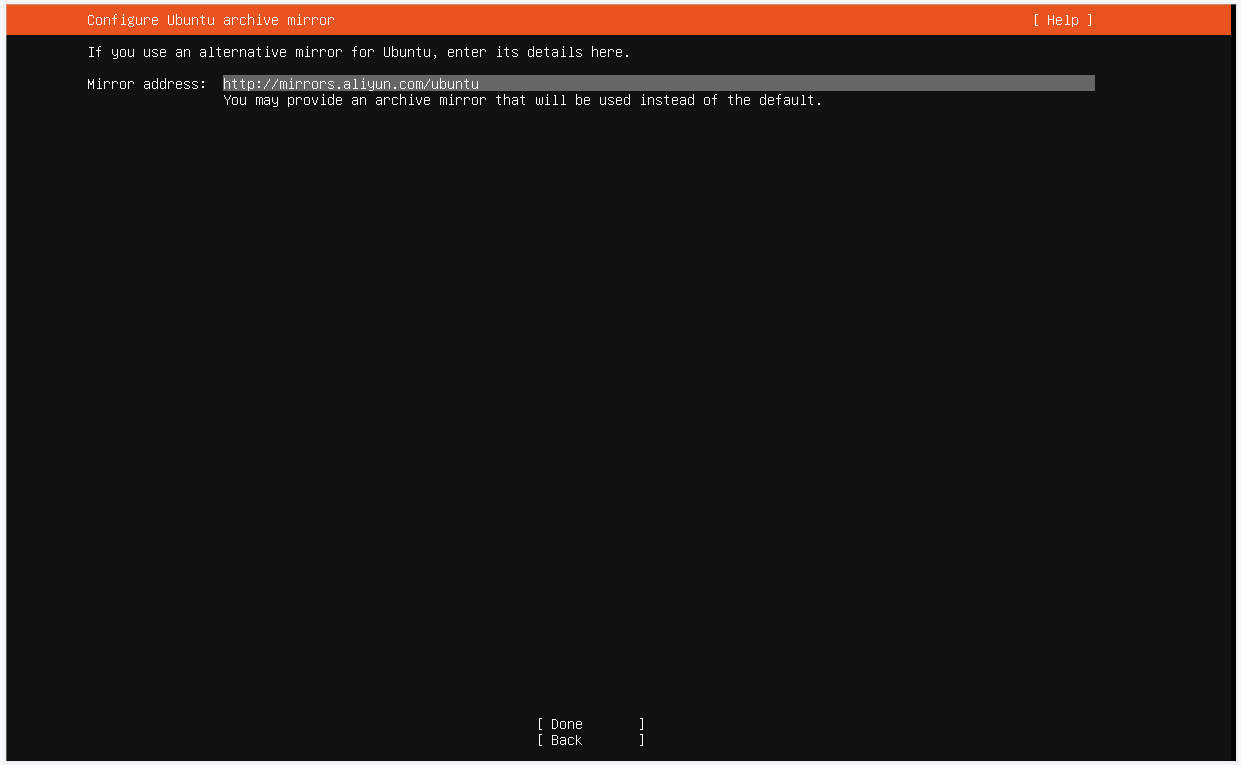 Configure Ubuntu archive mirror [ Help ]
If you use an alternative mirror for Ubuntu, enter its details here.
Mirror address: http://mirrors.aliyun.com/ubuntu
You may provide an archive mirror that will be used instead of the default.
[ Done ]
[ Back ]